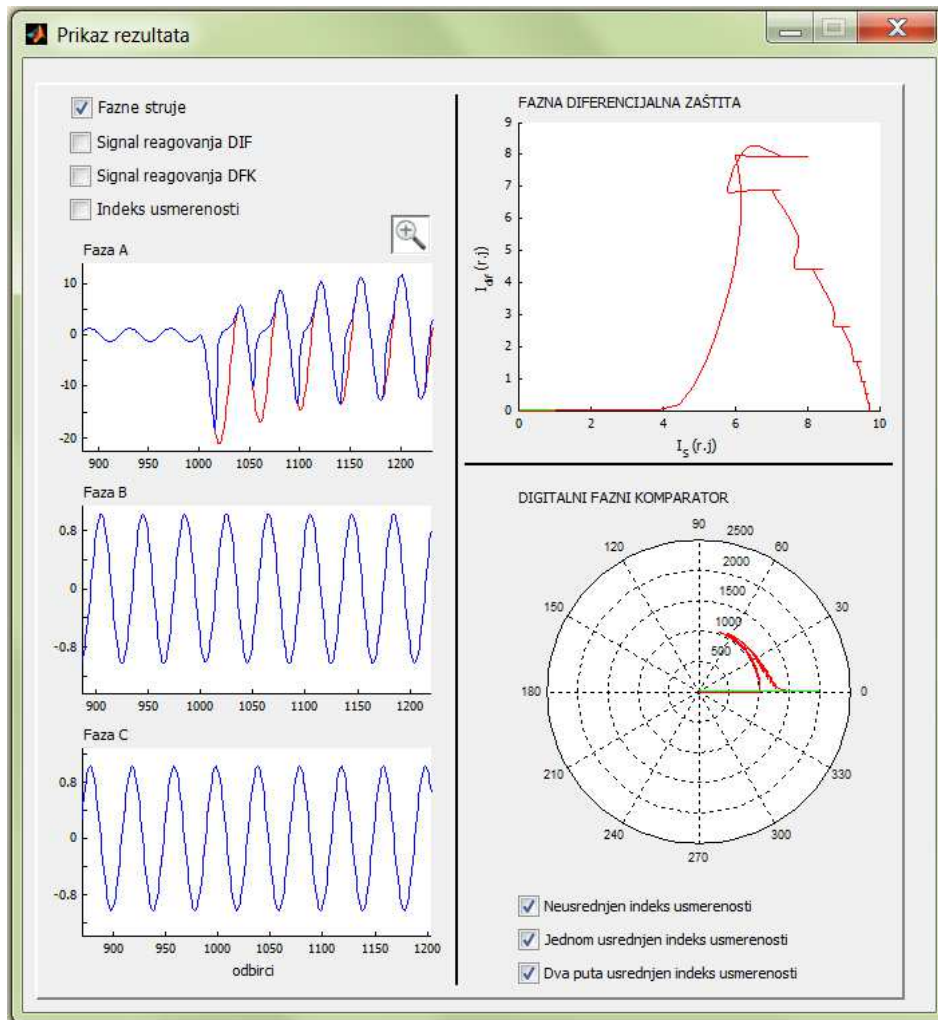 Prikaz rezultata
Fazne struje
Signal reagovanja DIF
Signal reagovanja DFK
Indeks usmerenosti
Faza A
10
0
-10
-20
900 950 1000 1050 1100 1150 1200
Faza B
0.8
0
-0.8
900 950 1000 1050 1100 1150 1200
Faza C
0.8
0
-0.8
900 950 1000 1050 1100 1150 1200
odbirci
FAZNA DIFERENCIJALNA ZAŠTITA
9
8
7
6
5
4
3
2
1
0
I_dif (r.j)
0 2 4 6 8 10
I_S (r.j)
DIGITALNI FAZNI KOMPARATOR
90
2500
120
60
2000
1500
150
30
1000
500
180
0
210
330
240
300
270
Neusrednjen indeks usmerenosti
Jednom usrednjen indeks usmerenosti
Dva puta usrednjen indeks usmerenosti